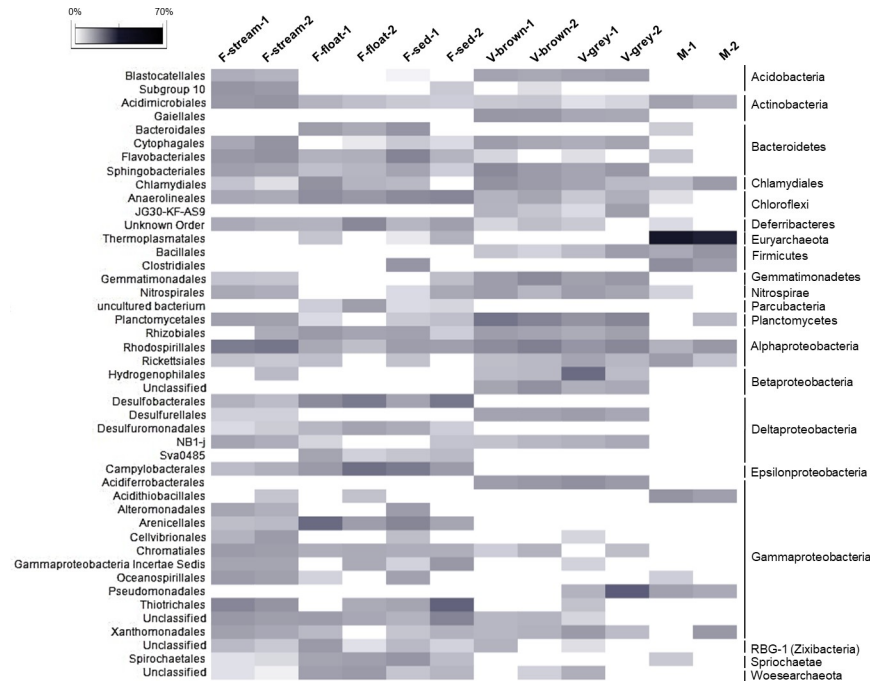 0% 70%
F-stream-1 F-stream-2 F-float-1 F-float-2 F-sed-1 F-sed-2 V-brown-1 V-brown-2 V-grey-1 V-grey-2 M-1 M-2
Blastocatellales
Acidobacteria
Subgroup 10
Acidimicrobiales
Actinobacteria
Gaiellales
Bacteroidales
Cytophagales
Bacteroidetes
Flavobacteriales
Sphingobacteriales
Chlamydiales Chlamydiales
Anaerolineales
Chloroflexi
JG30-KF-AS9
Unknown Order Deferribacteres
Thermoplasmatales Euryarchaeota
Bacillales
Firmicutes
Clostridiales
Gemmatimonadales Gemmatimonadetes
Nitrospirales Nitrospirae
uncultured bacterium Parcubacteria
Planctomycetales Planctomycetes
Rhizobiales
Rhodospirillales Alphaproteobacteria
Rickettsiales
Hydrogenophilales
Betaproteobacteria
Unclassified
Desulfobacterales
Desulfurellales
Desulfuromonadales Deltaproteobacteria
NB1-j
Sva0485
Campylobacterales Epsilonproteobacteria
Acidiferrobacterales
Acidithiobacillales
Alteromonadales
Arenicellales
Cellvibrionales
Chromatiales
Gammaproteobacteria
Gammaproteobacteria Incertae Sedis
Oceanospirillales
Pseudomonadales
Thiotrichales
Unclassified
Xanthomonadales
Unclassified RBG-1 (Zixibacteria)
Spirochaetales Spriochaetae
Unclassified Woesearchaeota